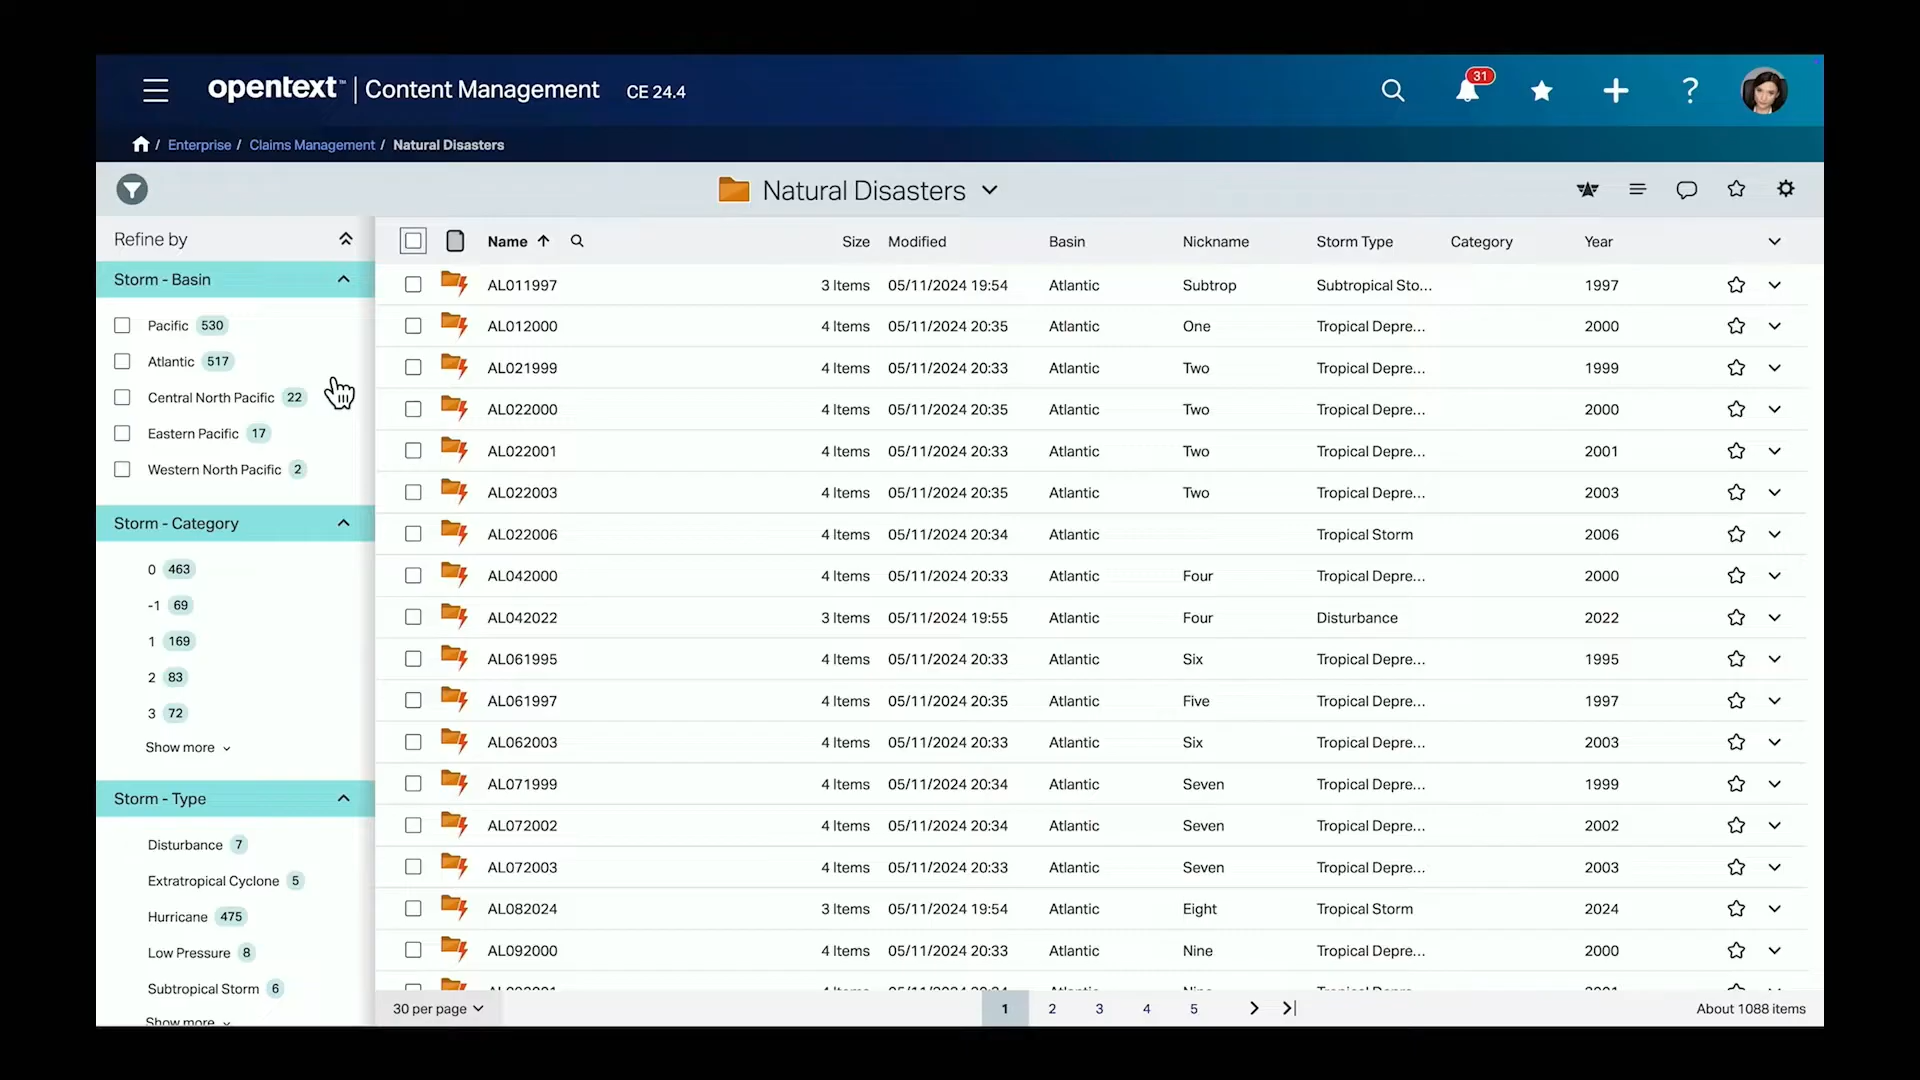 opentext™ | Content Management CE 24.4
31
/ Enterprise / Claims Management / Natural Disasters
Natural Disasters
Refine by
Storm - Basin
Pacific 530
Atlantic 517
Central North Pacific 22
Eastern Pacific 17
Western North Pacific 2
Storm - Category
0 463
-1 69
1 169
2 83
3 72
Show more
Storm - Type
Disturbance 7
Extratropical Cyclone 5
Hurricane 475
Low Pressure 8
Subtropical Storm 6
Show more
Name Size Modified Basin Nickname Storm Type Category Year
AL011997 3 Items 05/11/2024 19:54 Atlantic Subtrop Subtropical Sto... 1997
AL012000 4 Items 05/11/2024 20:35 Atlantic One Tropical Depre... 2000
AL021999 4 Items 05/11/2024 20:33 Atlantic Two Tropical Depre... 1999
AL022000 4 Items 05/11/2024 20:35 Atlantic Two Tropical Depre... 2000
AL022001 4 Items 05/11/2024 20:33 Atlantic Two Tropical Depre... 2001
AL022003 4 Items 05/11/2024 20:35 Atlantic Two Tropical Depre... 2003
AL022006 4 Items 05/11/2024 20:34 Atlantic Tropical Storm 2006
AL042000 4 Items 05/11/2024 20:33 Atlantic Four Tropical Depre... 2000
AL042022 3 Items 05/11/2024 19:55 Atlantic Four Disturbance 2022
AL061995 4 Items 05/11/2024 20:33 Atlantic Six Tropical Depre... 1995
AL061997 4 Items 05/11/2024 20:35 Atlantic Five Tropical Depre... 1997
AL062003 4 Items 05/11/2024 20:33 Atlantic Six Tropical Depre... 2003
AL071999 4 Items 05/11/2024 20:34 Atlantic Seven Tropical Depre... 1999
AL072002 4 Items 05/11/2024 20:34 Atlantic Seven Tropical Depre... 2002
AL072003 4 Items 05/11/2024 20:33 Atlantic Seven Tropical Depre... 2003
AL082024 3 Items 05/11/2024 19:54 Atlantic Eight Tropical Storm 2024
AL092000 4 Items 05/11/2024 20:33 Atlantic Nine Tropical Depre... 2000
30 per page 1 2 3 4 5 About 1088 items